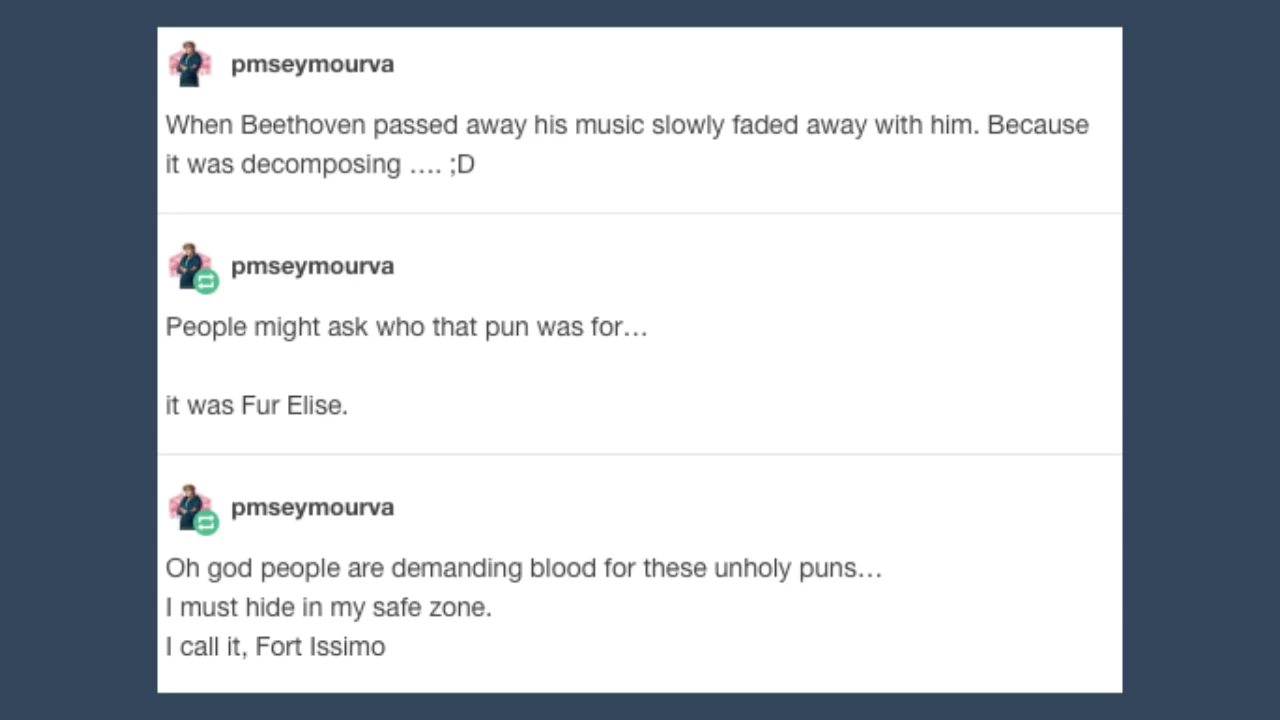 pmseymourva
When Beethoven passed away his music slowly faded away with him. Because
it was decomposing .... ;D
pmseymourva
People might ask who that pun was for…
it was Fur Elise.
pmseymourva
Oh god people are demanding blood for these unholy puns…
I must hide in my safe zone.
I call it, Fort Issimo